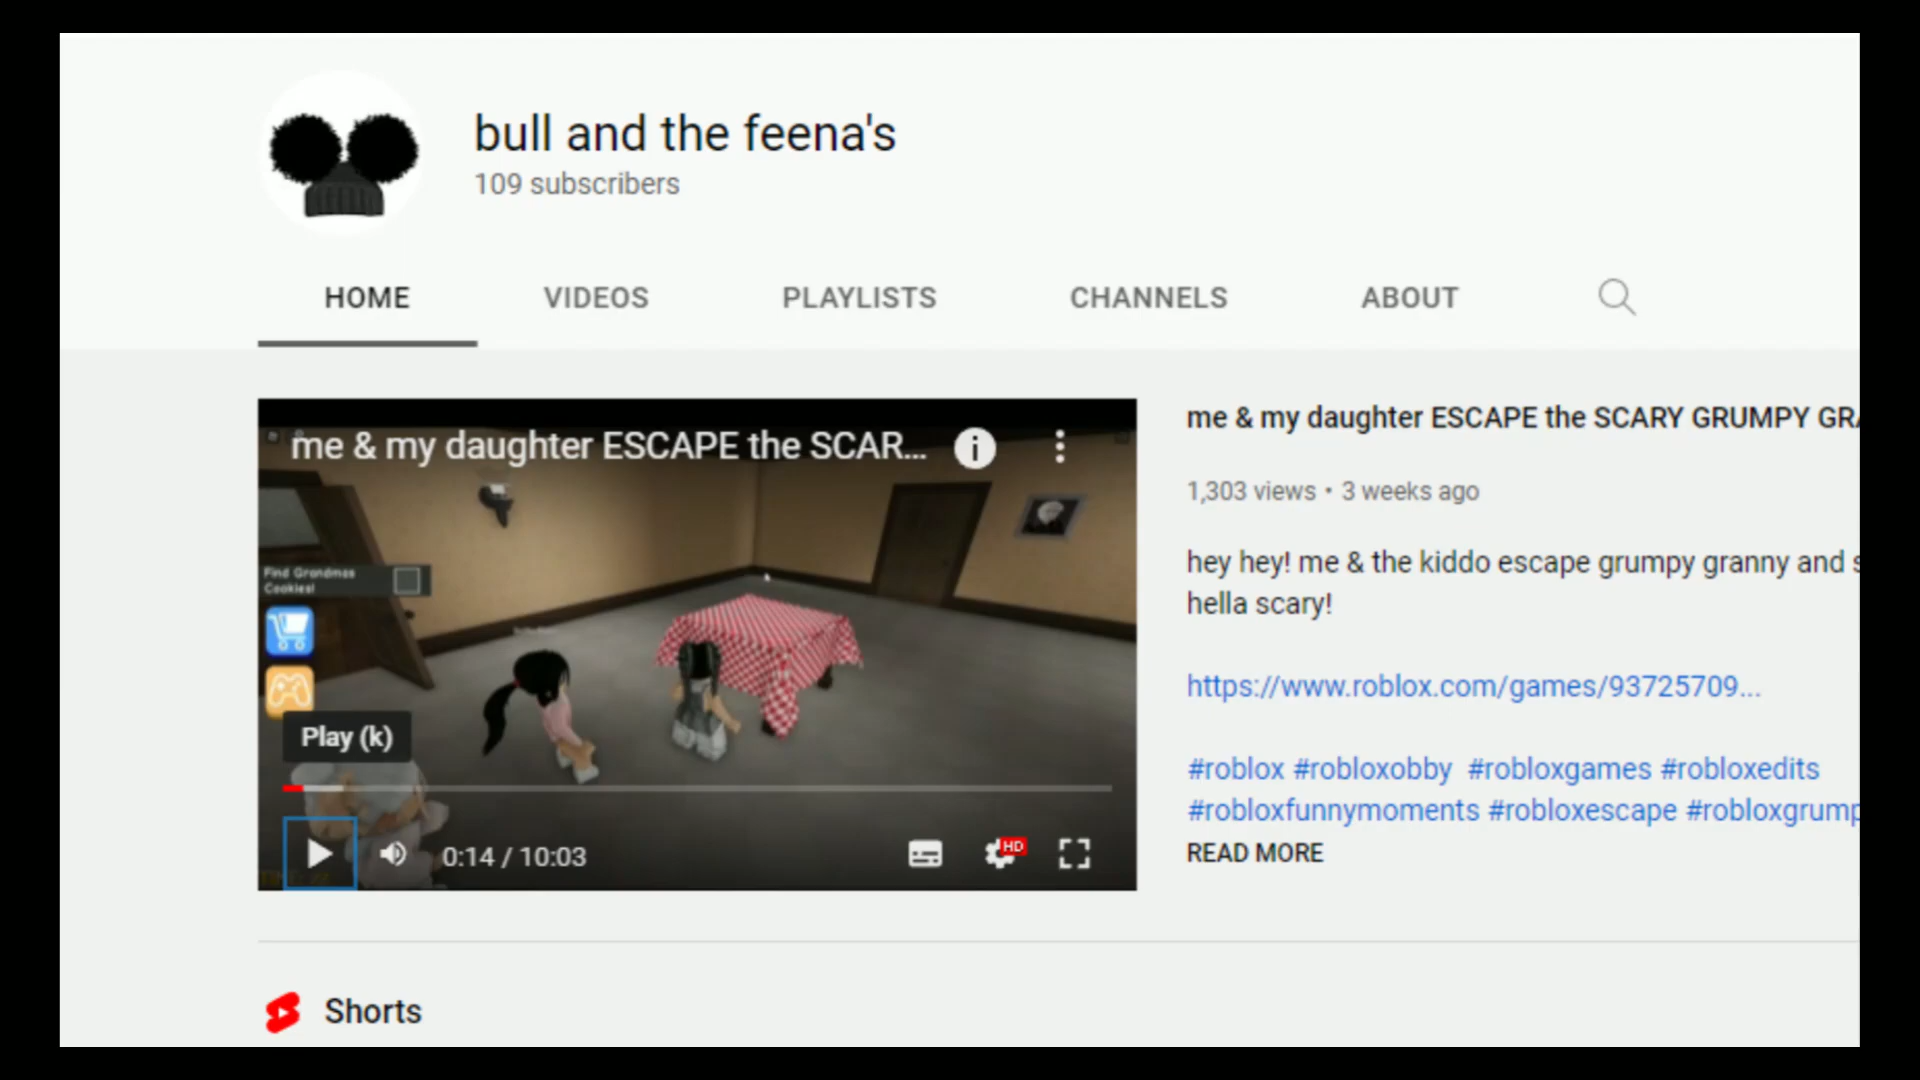 bull and the feena's
109 subscribers
HOME VIDEOS PLAYLISTS CHANNELS ABOUT
me & my daughter ESCAPE the SCAR...
Find Grandmas
Cookies!
Play (k)
0:14 / 10:03
HD
me & my daughter ESCAPE the SCARY GRUMPY GRA
1,303 views • 3 weeks ago
hey hey! me & the kiddo escape grumpy granny and s
hella scary!
https://www.roblox.com/games/93725709...
#roblox #robloxobby #robloxgames #robloxedits
#robloxfunnymoments #robloxescape #robloxgrump
READ MORE
Shorts